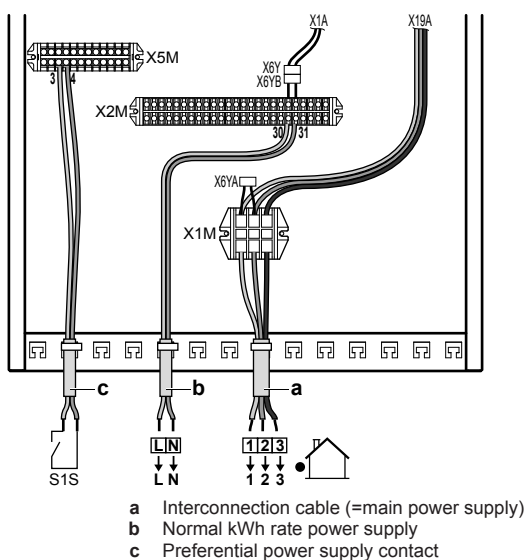 X1A X19A
X6Y
X6YB
X5M
3 4
X2M
30 31
X6YA
X1M
c b a
L N 1 2 3
L N 1 2 3
S1S
a Interconnection cable (=main power supply)
b Normal kWh rate power supply
c Preferential power supply contact